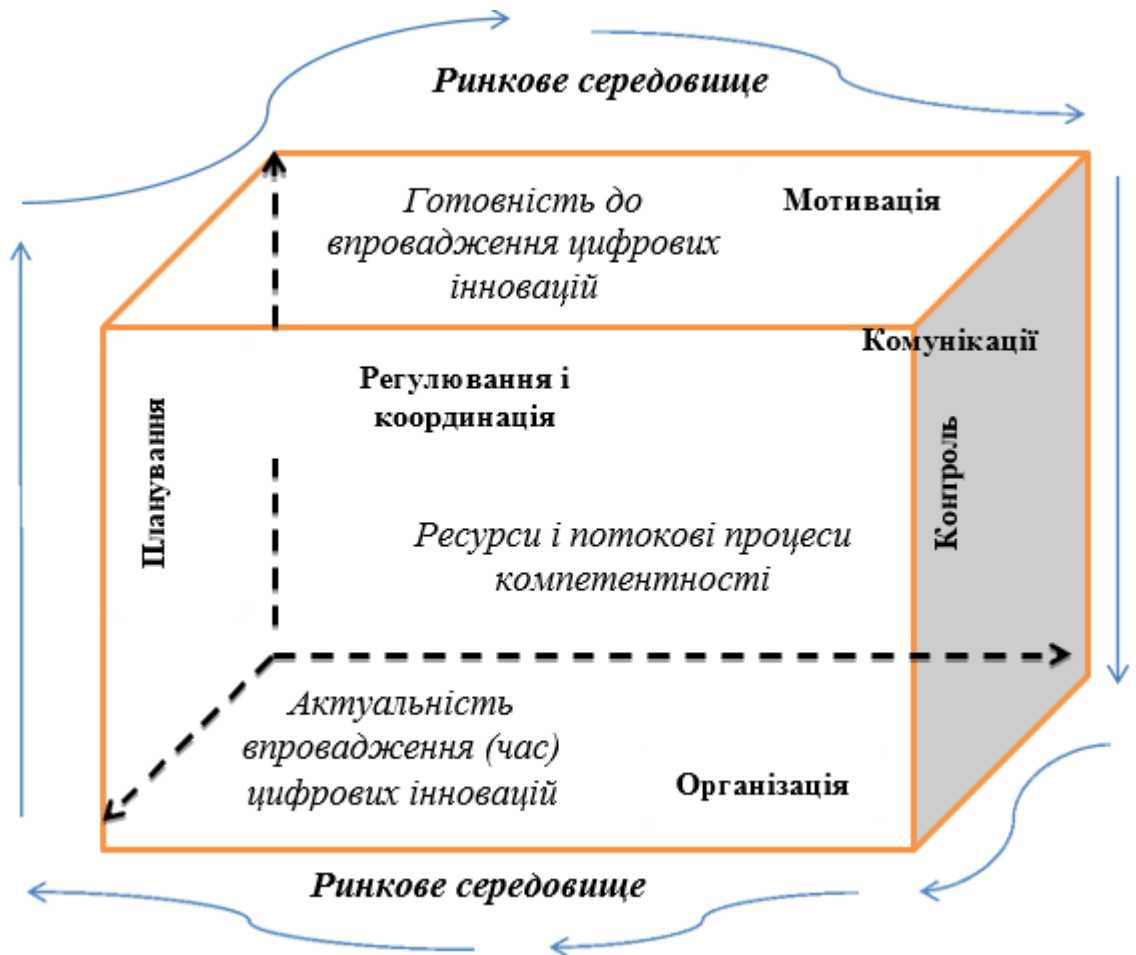 Ринкове середовище
Готовність до
впровадження цифрових
інновацій
Мотивація
Комунікації
Регулювання і
координація
Планування
Контроль
Ресурси і потокові процеси
компетентності
Актуальність
впровадження (час)
цифрових інновацій
Організація
Ринкове середовище